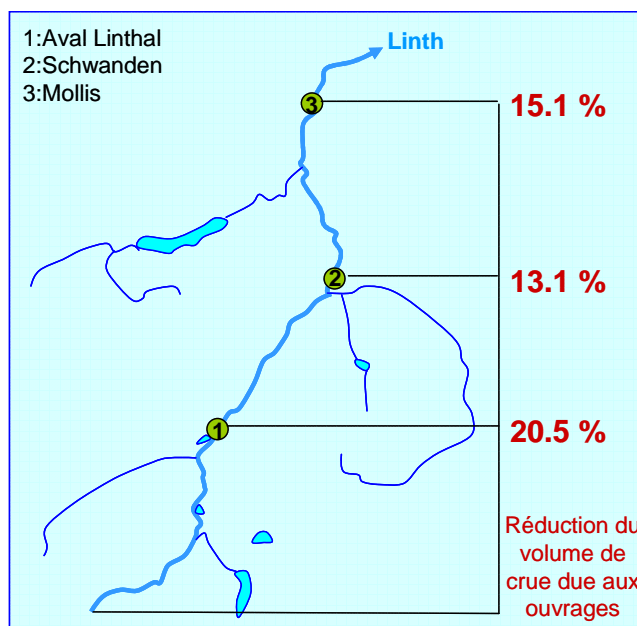 1:Aval Linthal
2:Schwanden
3:Mollis
Linth
3
15.1 %
2
13.1 %
1
20.5 %
Réduction du
volume de
crue due aux
ouvrages